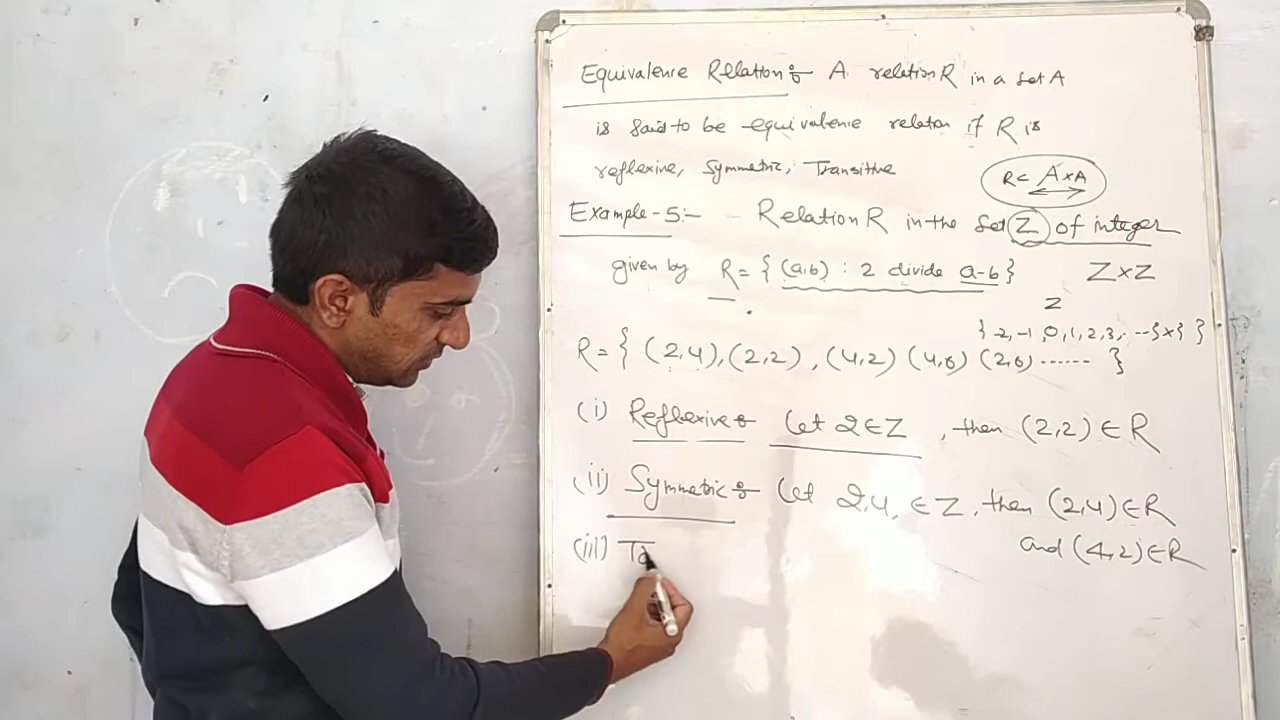 Equivalence Rellation :- A relation R in a Set A
is Said to be equivalence relation if R is
reflexive, Symmetric, Transitive
R ⊂ A×A
Example-5:- Relation R in the Set Z of integer
given by R = { (a,b) : 2 divide a-b }
Z×Z
Z
{ -2, -1, 0, 1, 2, 3, ---}×{ }
R = { (2,4), (2,2), (4,2) (4,6) (2,6) ------ }
(i) Reflexive :- Let 2 ∈ Z, then (2,2) ∈ R
(ii) Symmetric :- Let 2,4, ∈ Z, then (2,4) ∈ R
and (4,2) ∈ R
(iii) Tr